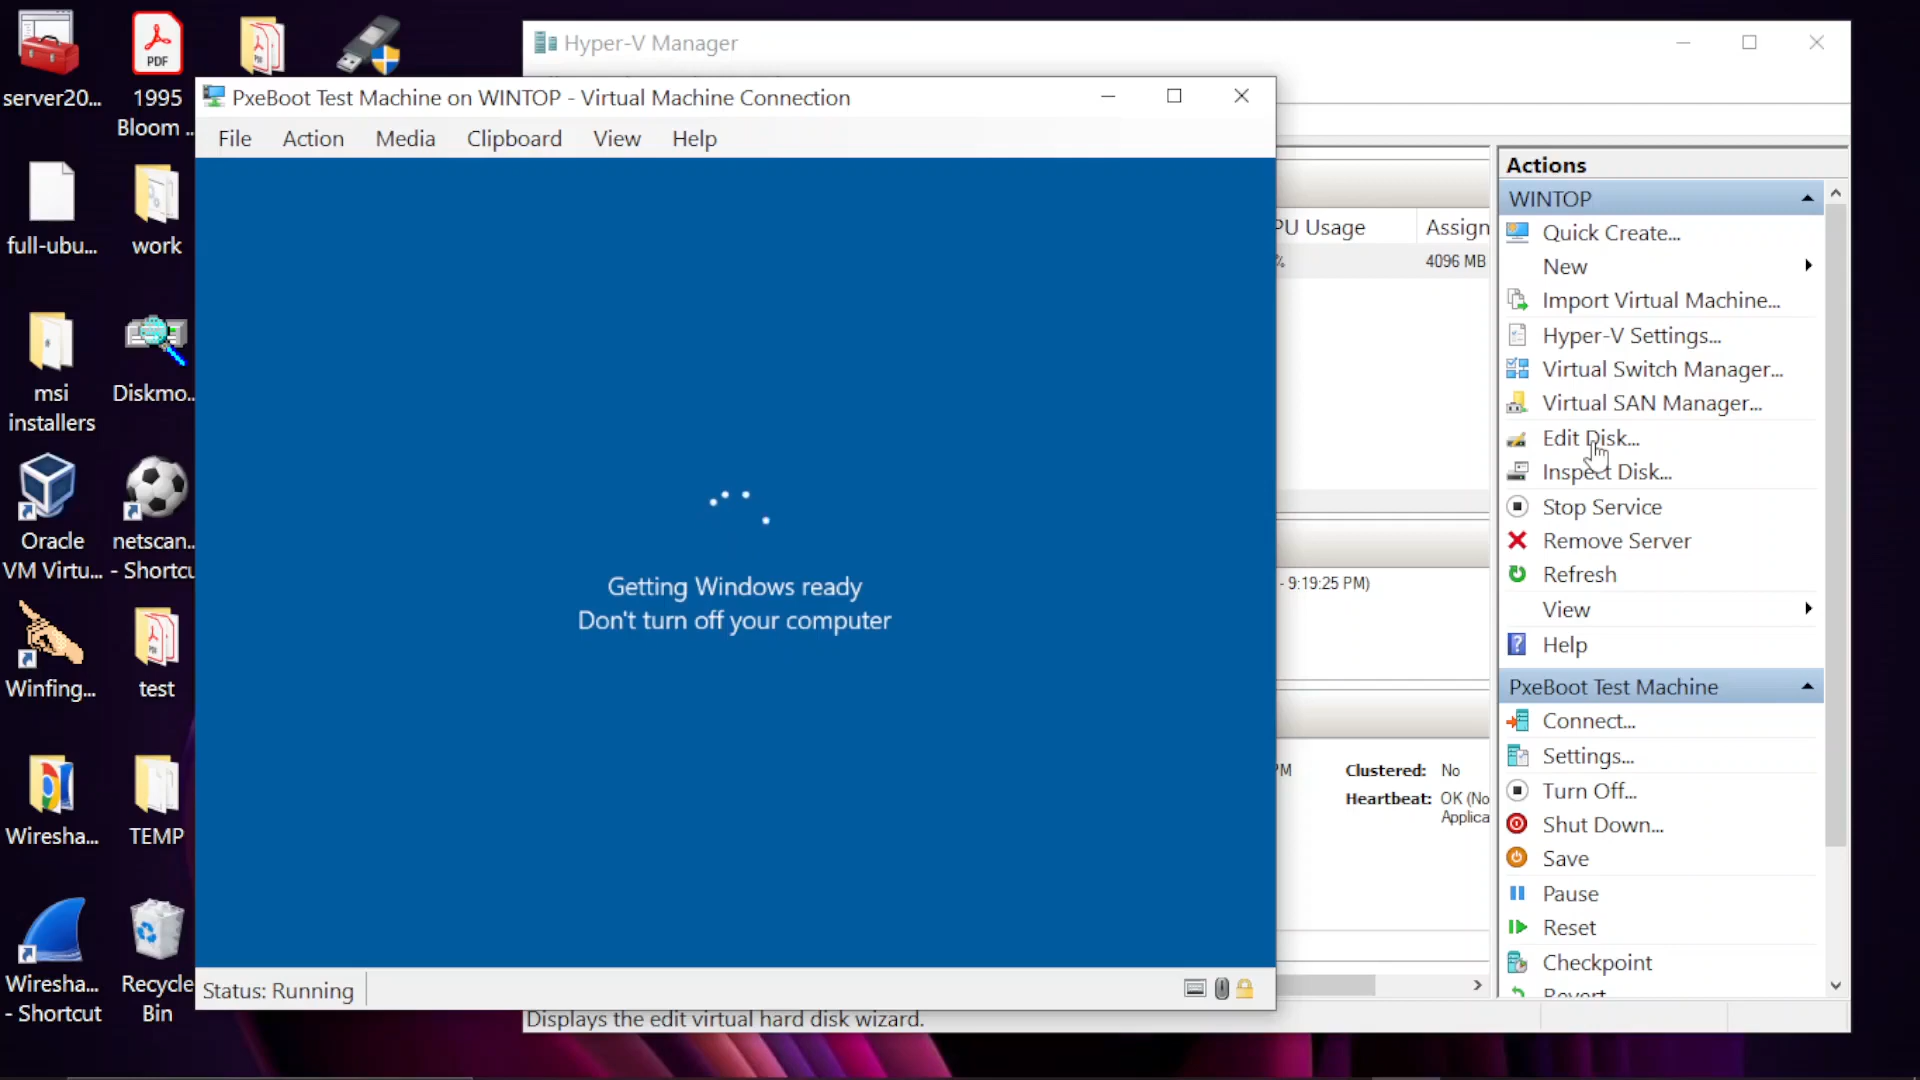 server20...
1995
Bloom ..
full-ubu...
work
msi
installers
Diskmo..
Oracle
VM Virtu...
netscan..
- Shortcu
Winfing...
test
Wiresha...
TEMP
Wiresha...
- Shortcut
Recycle
Bin
PDF
Hyper-V Manager
PxeBoot Test Machine on WINTOP - Virtual Machine Connection
File Action Media Clipboard View Help
Getting Windows ready
Don't turn off your computer
Status: Running
PU Usage Assign
% 4096 MB
- 9:19:25 PM)
PM Clustered: No
Heartbeat: OK (No
Applica
Displays the edit virtual hard disk wizard.
Actions
WINTOP
Quick Create...
New
Import Virtual Machine...
Hyper-V Settings...
Virtual Switch Manager...
Virtual SAN Manager...
Edit Disk...
Inspect Disk...
Stop Service
Remove Server
Refresh
View
Help
PxeBoot Test Machine
Connect...
Settings...
Turn Off...
Shut Down...
Save
Pause
Reset
Checkpoint
Revert